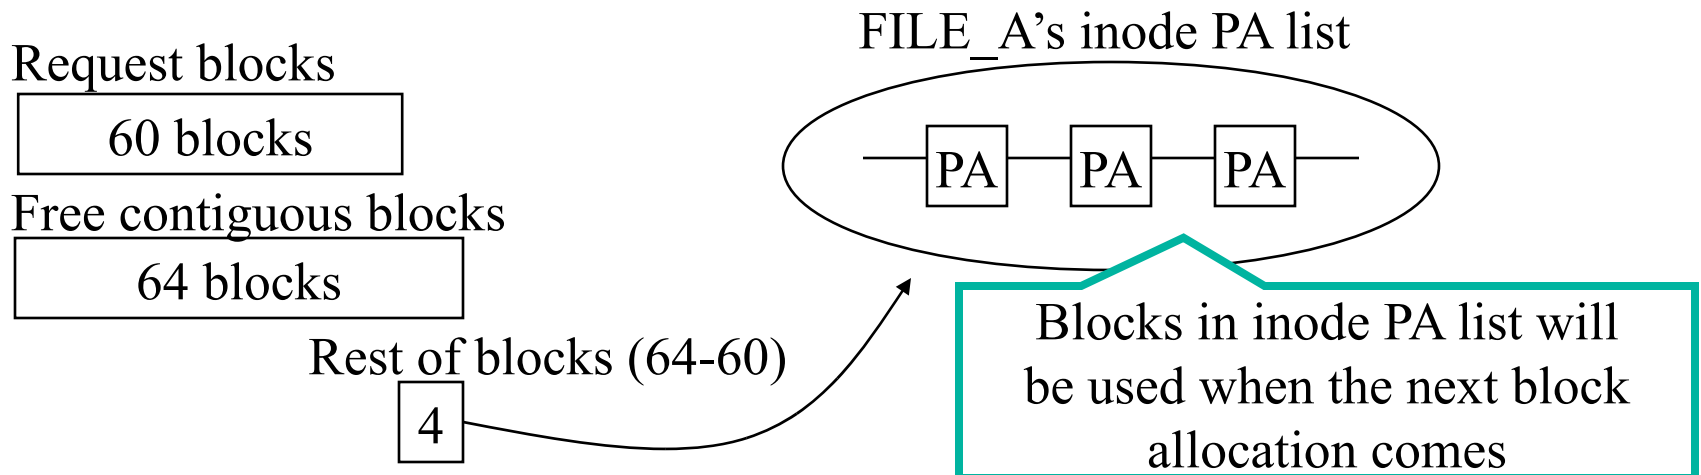 FILE_A’s inode PA list
Request blocks
60 blocks
PA PA PA
Free contiguous blocks
64 blocks
Rest of blocks (64-60)
4
Blocks in inode PA list will
be used when the next block
allocation comes